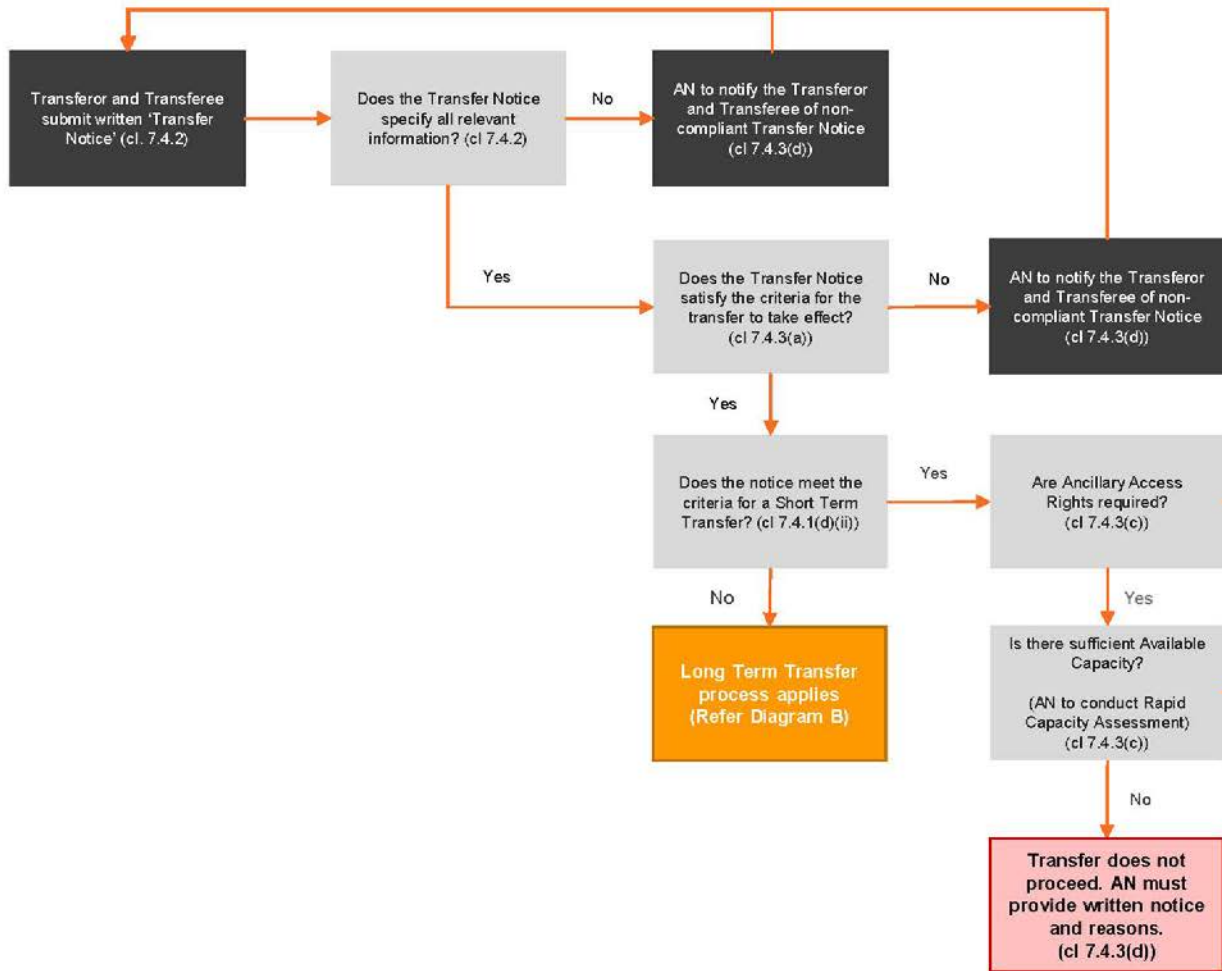 Transferor and Transferee
submit written 'Transfer
Notice' (cl. 7.4.2)
Does the Transfer Notice
specify all relevant
information? (cl 7.4.2)
No
AN to notify the Transferor
and Transferee of non-
compliant Transfer Notice
(cl 7.4.3(d))
Yes
Does the Transfer Notice
satisfy the criteria for the
transfer to take effect?
(cl 7.4.3(a))
No
AN to notify the Transferor
and Transferee of non-
compliant Transfer Notice
(cl 7.4.3(d))
Yes
Does the notice meet the
criteria for a Short Term
Transfer? (cl 7.4.1(d)(ii))
Yes
Are Ancillary Access
Rights required?
(cl 7.4.3(c))
No
Yes
Long Term Transfer
process applies
(Refer Diagram B)
Is there sufficient Available
Capacity?
(AN to conduct Rapid
Capacity Assessment)
(cl 7.4.3(c))
No
Transfer does not
proceed. AN must
provide written notice
and reasons.
(cl 7.4.3(d))